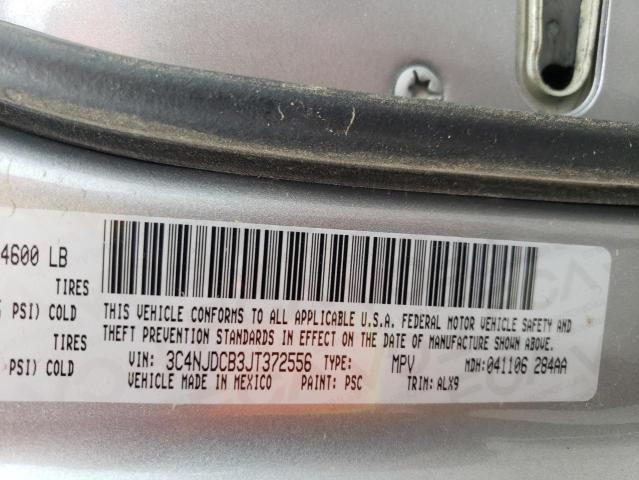 4600 LB
TIRES
PSI) COLD
TIRES
PSI) COLD
THIS VEHICLE CONFORMS TO ALL APPLICABLE U.S.A. FEDERAL MOTOR VEHICLE SAFETY AND
THEFT PREVENTION STANDARDS IN EFFECT ON THE DATE OF MANUFACTURE SHOWN ABOVE.
VIN: 3C4NJDCB3JT372556 TYPE: MPV MDH: 041106 284AA
VEHICLE MADE IN MEXICO PAINT: PSC TRIM: ALX9